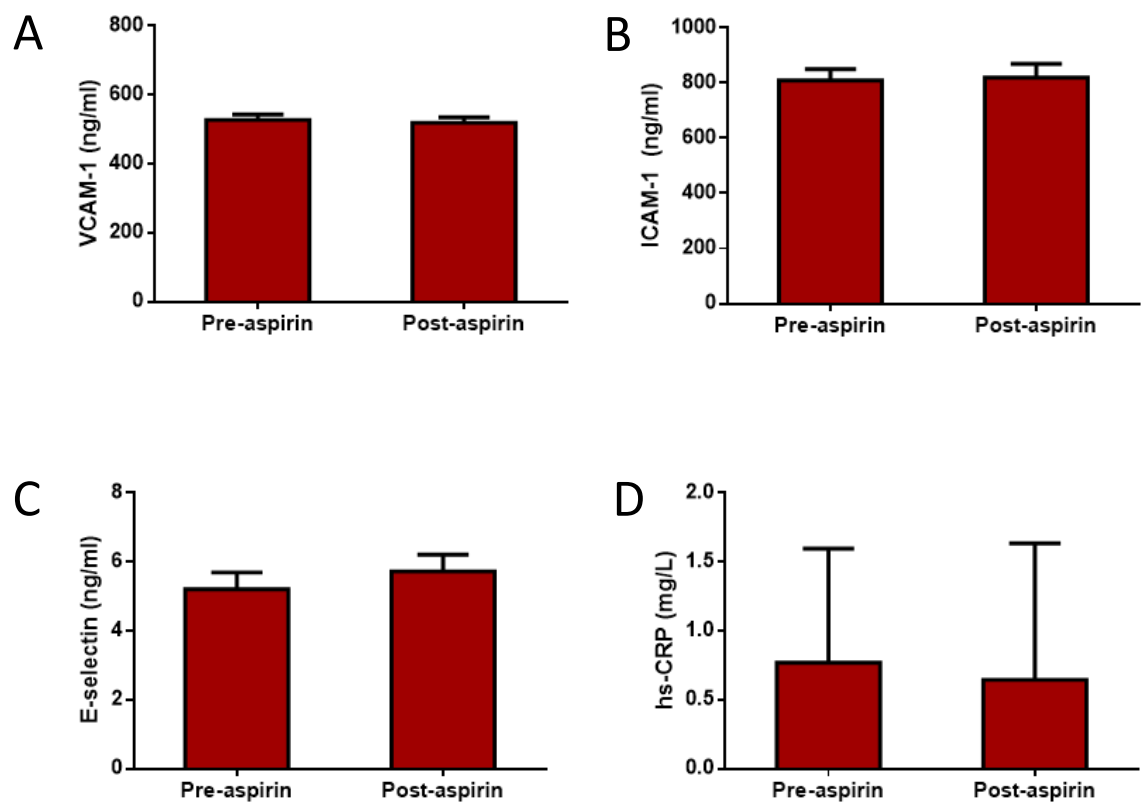 A
VCAM-1 (ng/ml)
800
600
400
200
0
Pre-aspirin Post-aspirin
B
ICAM-1 (ng/ml)
1000
800
600
400
200
0
Pre-aspirin Post-aspirin
C
E-selectin (ng/ml)
8
6
4
2
0
Pre-aspirin Post-aspirin
D
hs-CRP (mg/L)
2.0
1.5
1.0
0.5
0.0
Pre-aspirin Post-aspirin